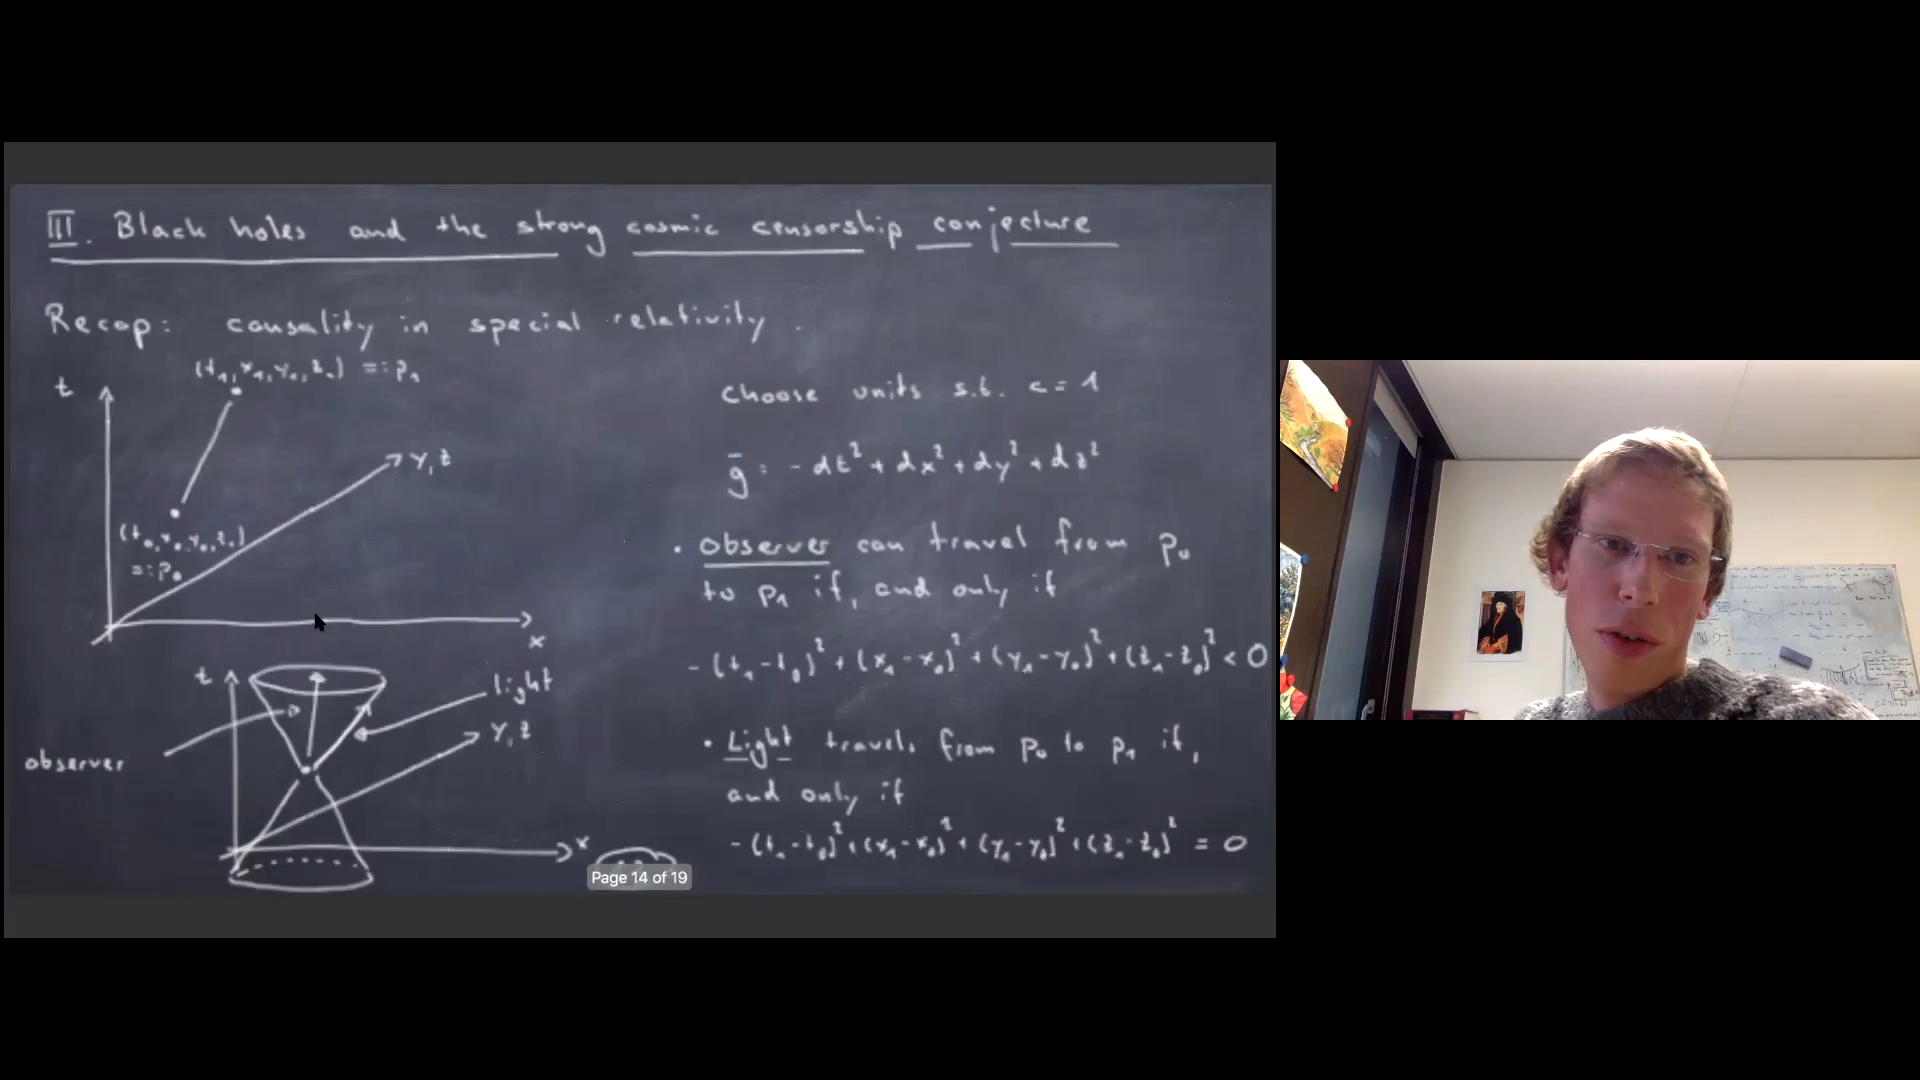 III. Black holes and the strong cosmic censorship conjecture
Recap: causality in special relativity.
t
(t₁, x₁, y₁, z₁) =: p₁
y, z
(t₀, x₀, y₀, z₀)
=: p₀
x
choose units s.t. c = 1
g̅ = - dt² + dx² + dy² + dz²
• observer can travel from p₀
to p₁ if, and only if
- (t₁ - t₀)² + (x₁ - x₀)² + (y₁ - y₀)² + (z₁ - z₀)² < 0
t
light
y, z
observer
x
• Light travels from p₀ to p₁ if,
and only if
- (t₁ - t₀)² + (x₁ - x₀)² + (y₁ - y₀)² + (z₁ - z₀)² = 0
Page 14 of 19